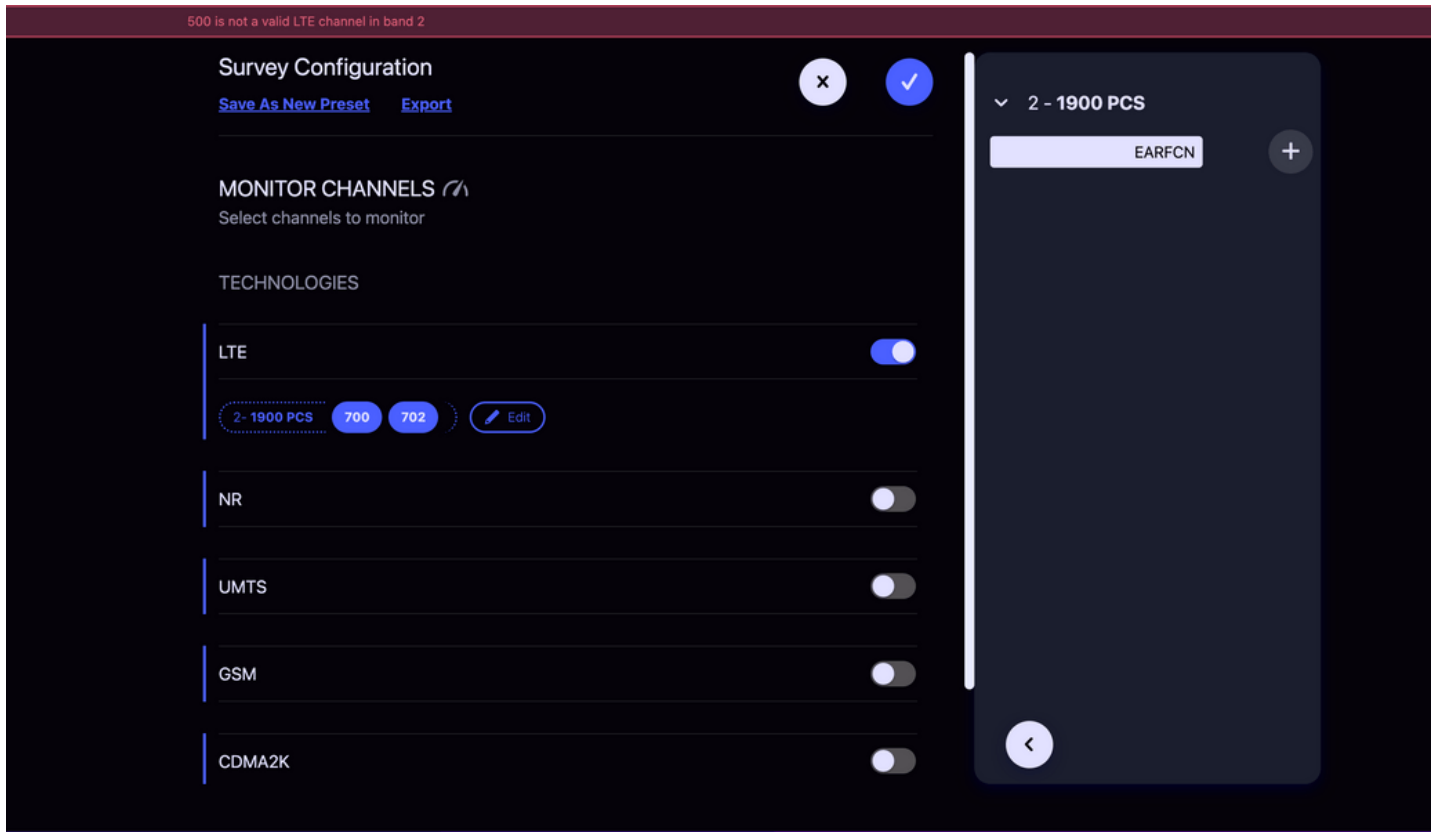 500 is not a valid LTE channel in band 2
Survey Configuration
Save As New Preset Export
MONITOR CHANNELS
Select channels to monitor
TECHNOLOGIES
LTE
2- 1900 PCS 700 702 Edit
NR
UMTS
GSM
CDMA2K
2 - 1900 PCS
EARFCN